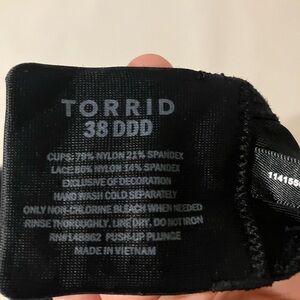 TORRID
38 DDD
CUPS: 79% NYLON 21% SPANDEX
LACE 86% NYLON 14% SPANDEX
EXCLUSIVE OF DECORATION
HAND WASH COLD SEPARATELY
ONLY NON-CHLORINE BLEACH WHEN NEEDED
RINSE THOROUGHLY. LINE DRY. DO NOT IRON
RN#148962 PUSH-UP PLUNGE
MADE IN VIETNAM